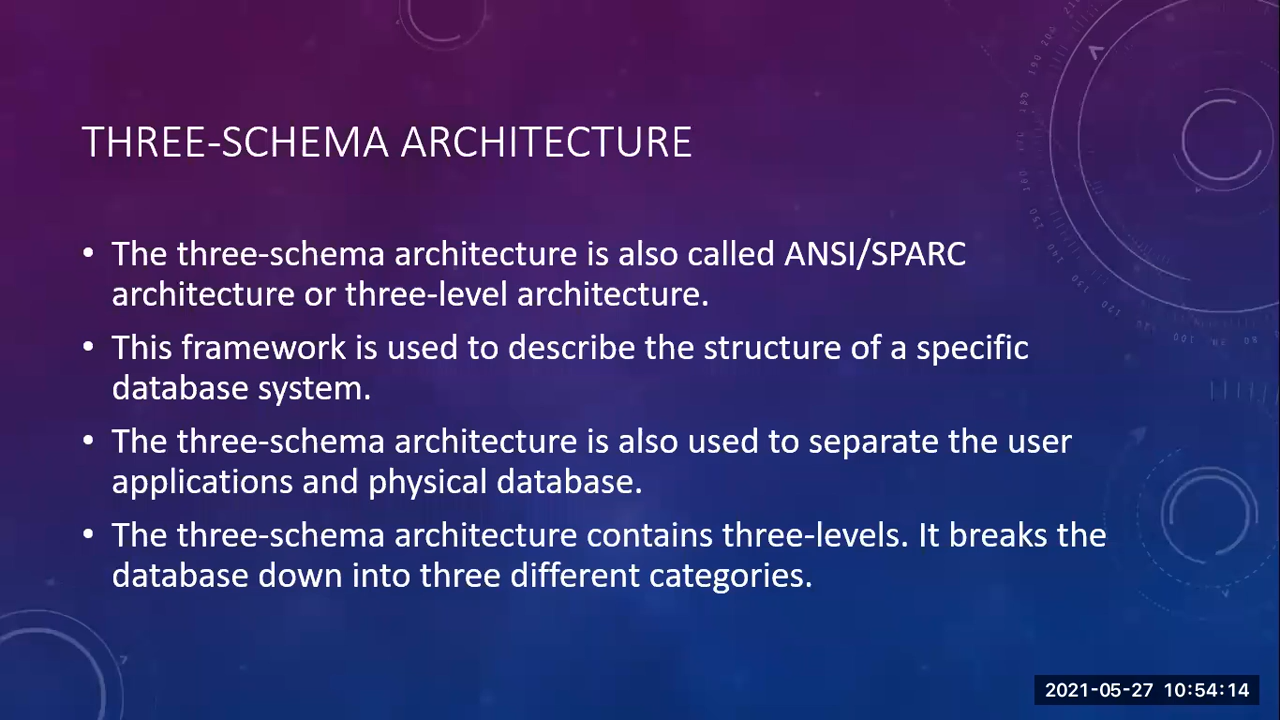 THREE-SCHEMA ARCHITECTURE
• The three-schema architecture is also called ANSI/SPARC
architecture or three-level architecture.
• This framework is used to describe the structure of a specific
database system.
• The three-schema architecture is also used to separate the user
applications and physical database.
• The three-schema architecture contains three-levels. It breaks the
database down into three different categories.
2021-05-27 10:54:14